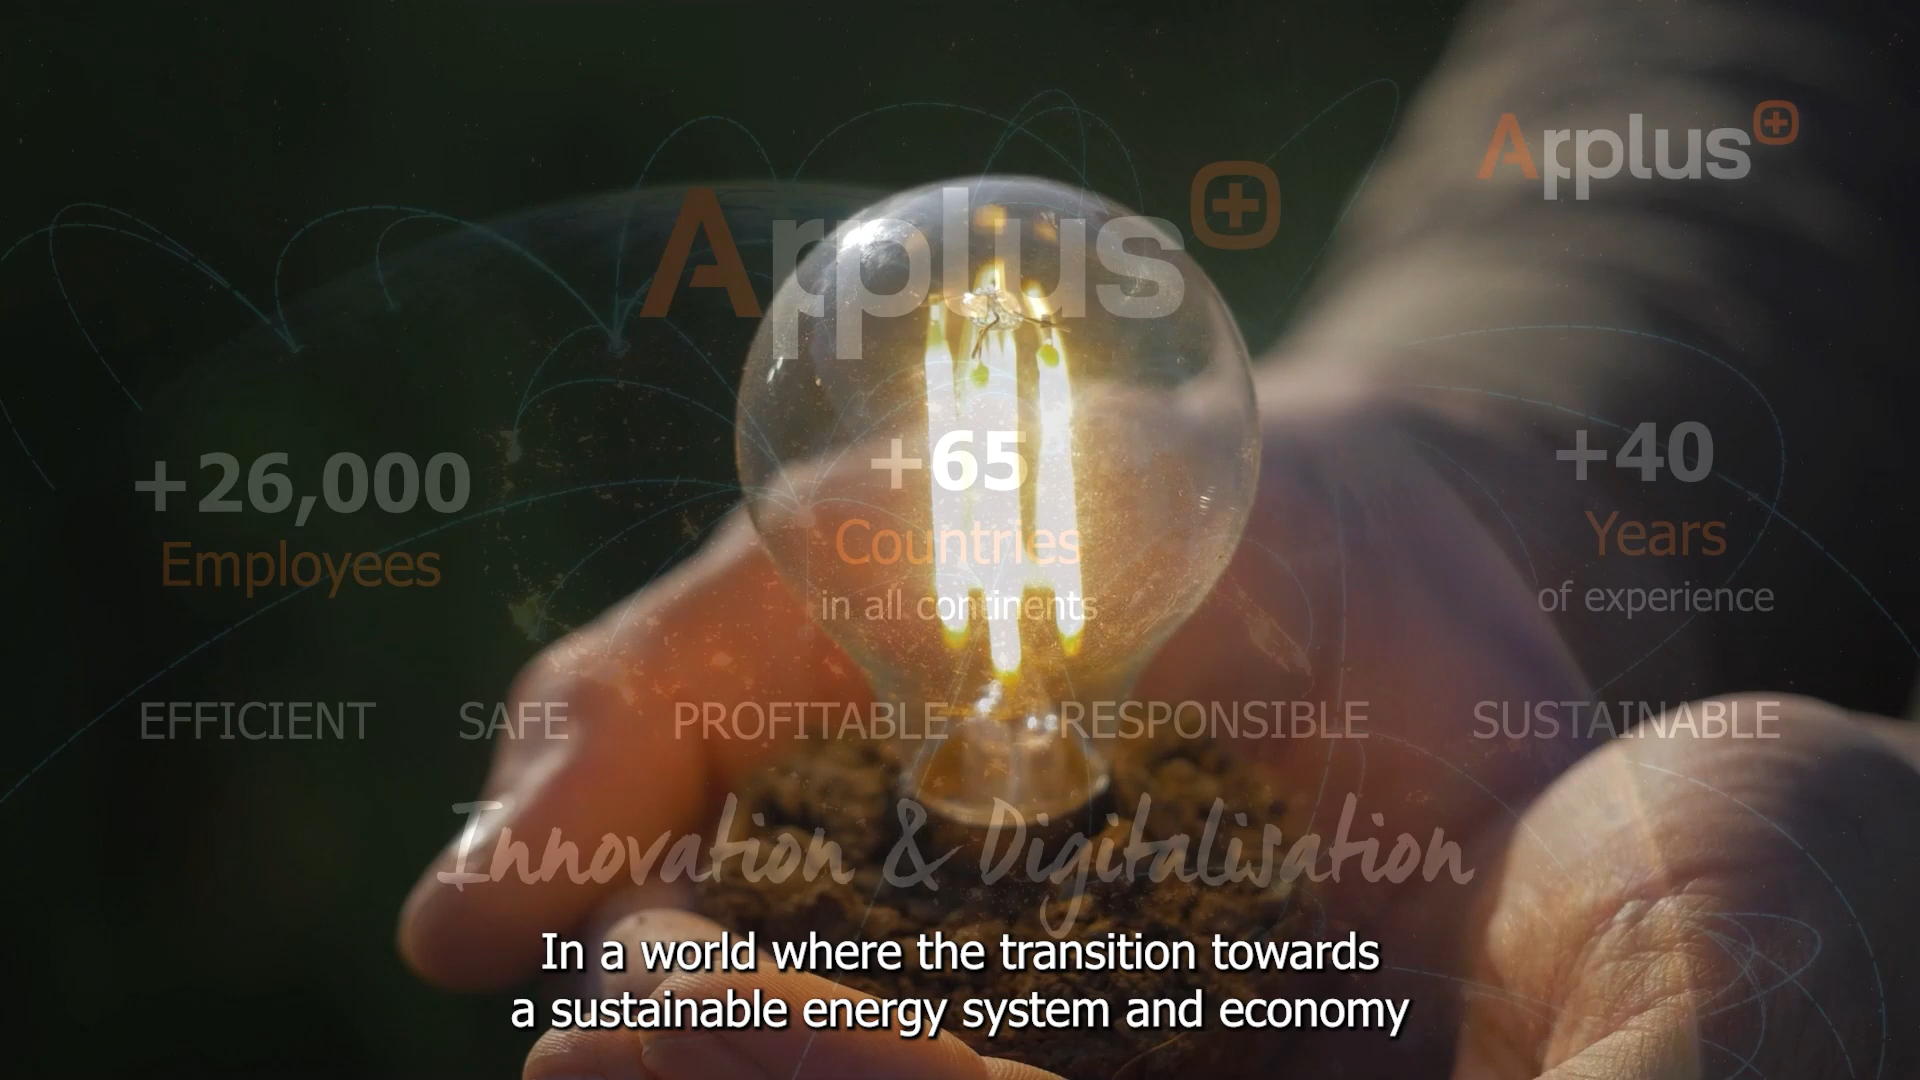 Applus+
Applus+
+26,000
Employees
+65
Countries
in all continents
+40
Years
of experience
EFFICIENT SAFE PROFITABLE RESPONSIBLE SUSTAINABLE
Innovation & Digitalisation
In a world where the transition towards
a sustainable energy system and economy